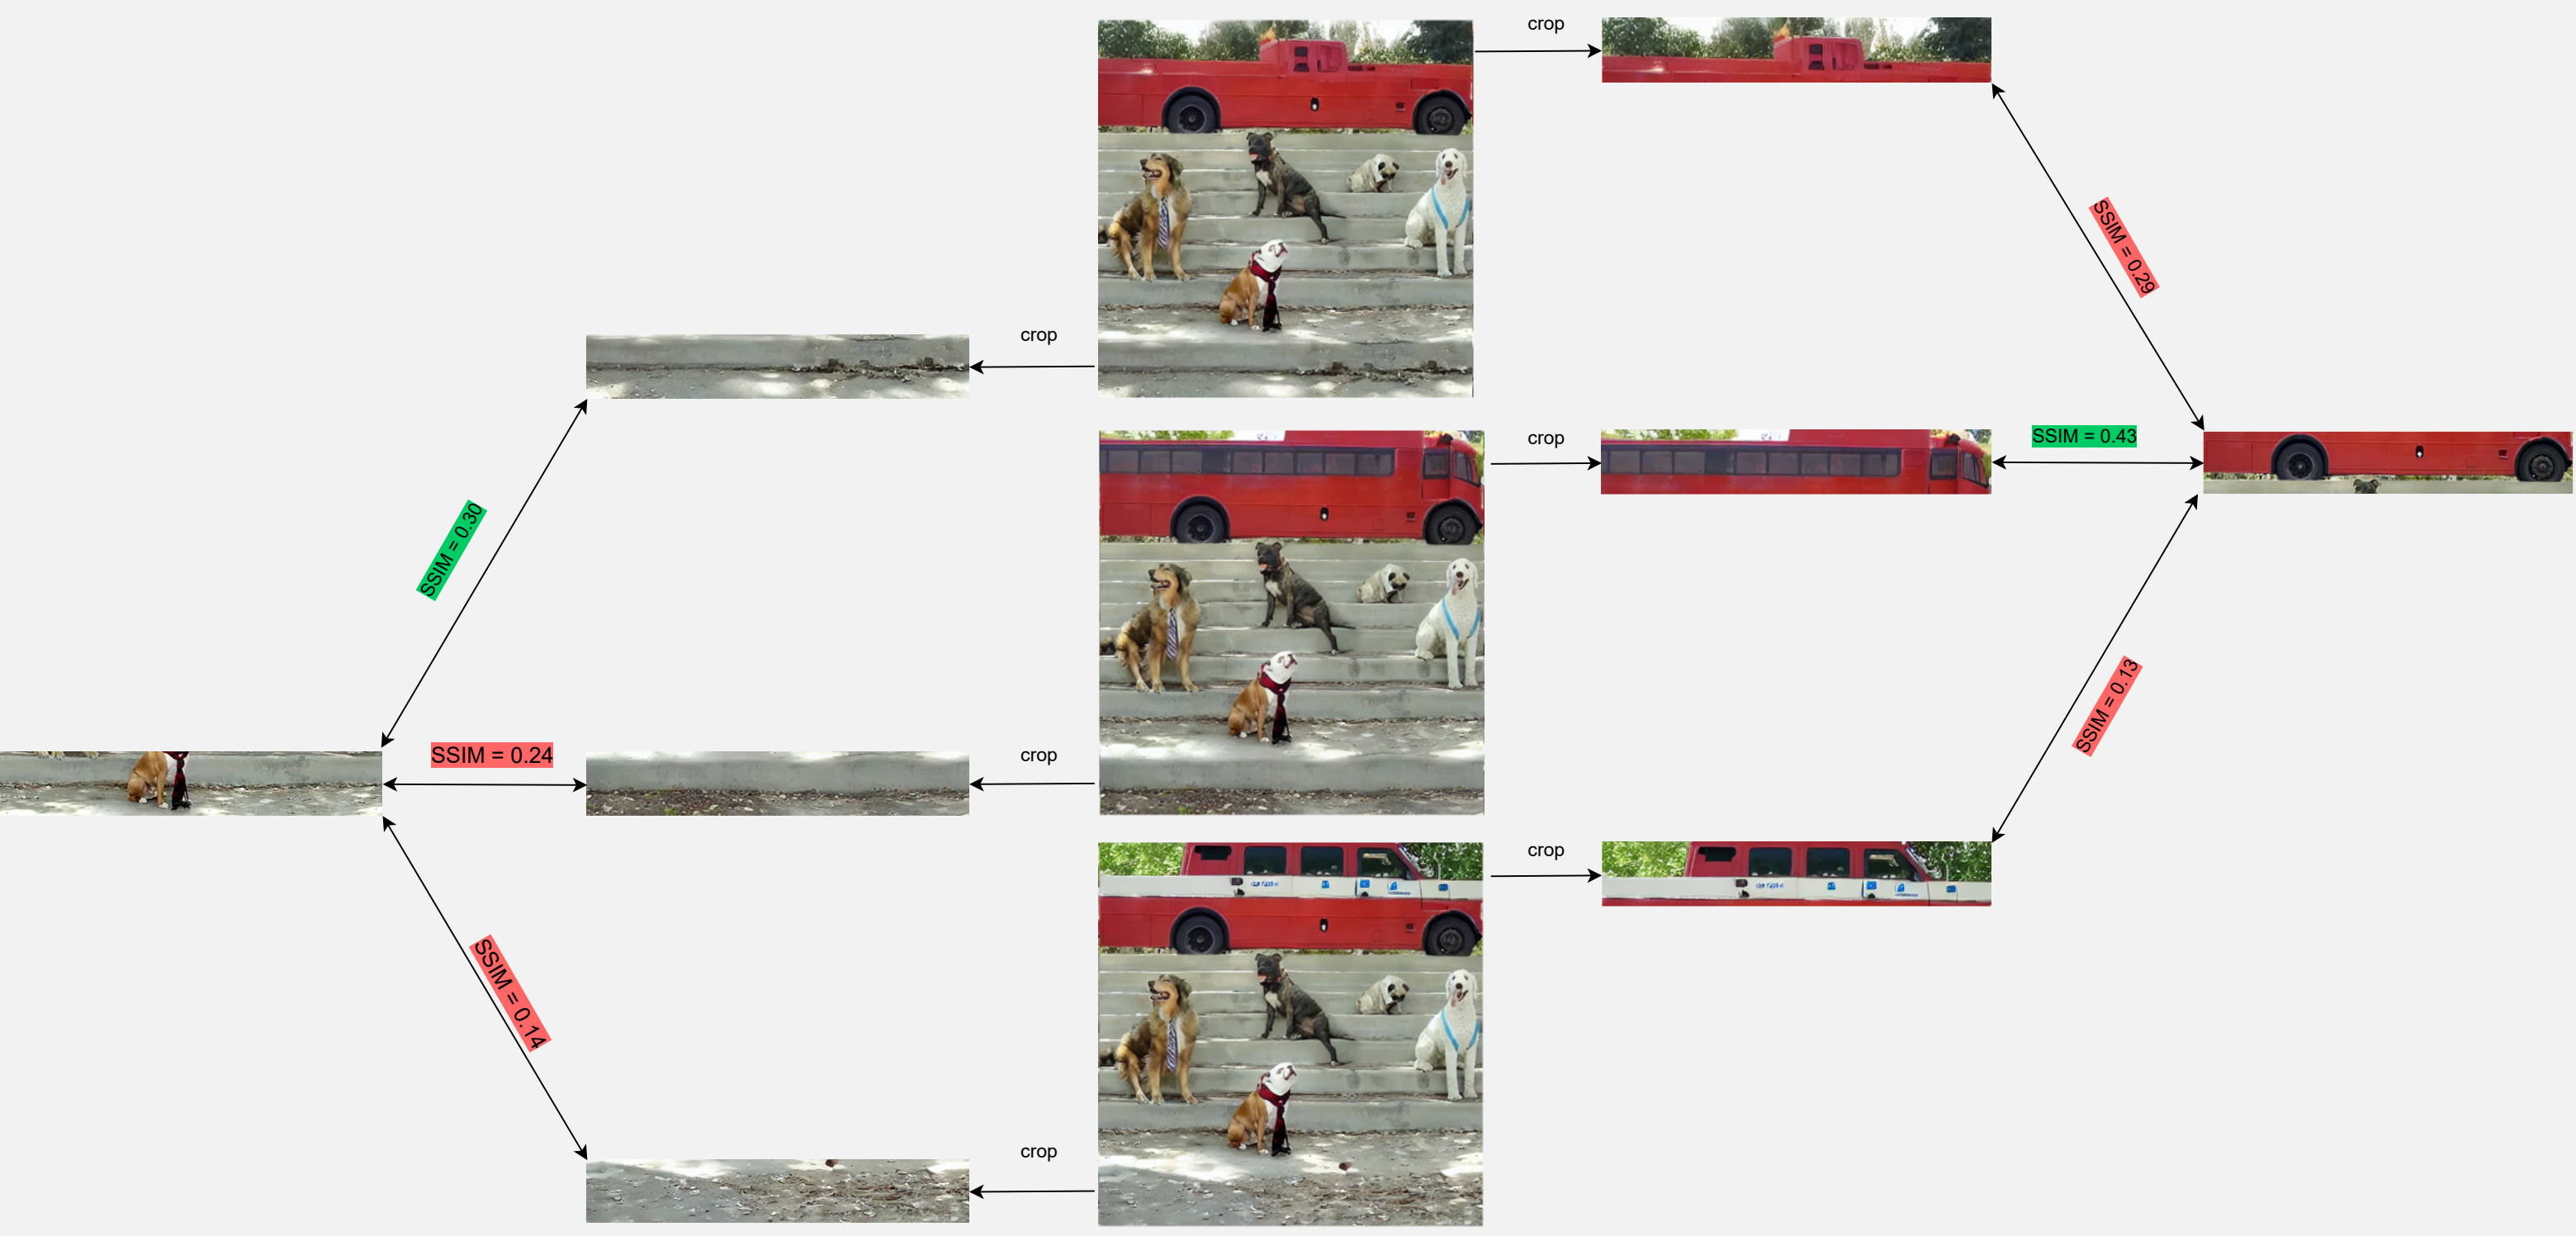 crop
crop
SSIM = 0.29
crop
SSIM = 0.43
SSIM = 0.30
SSIM = 0.13
SSIM = 0.24
crop
crop
SSIM = 0.14
crop